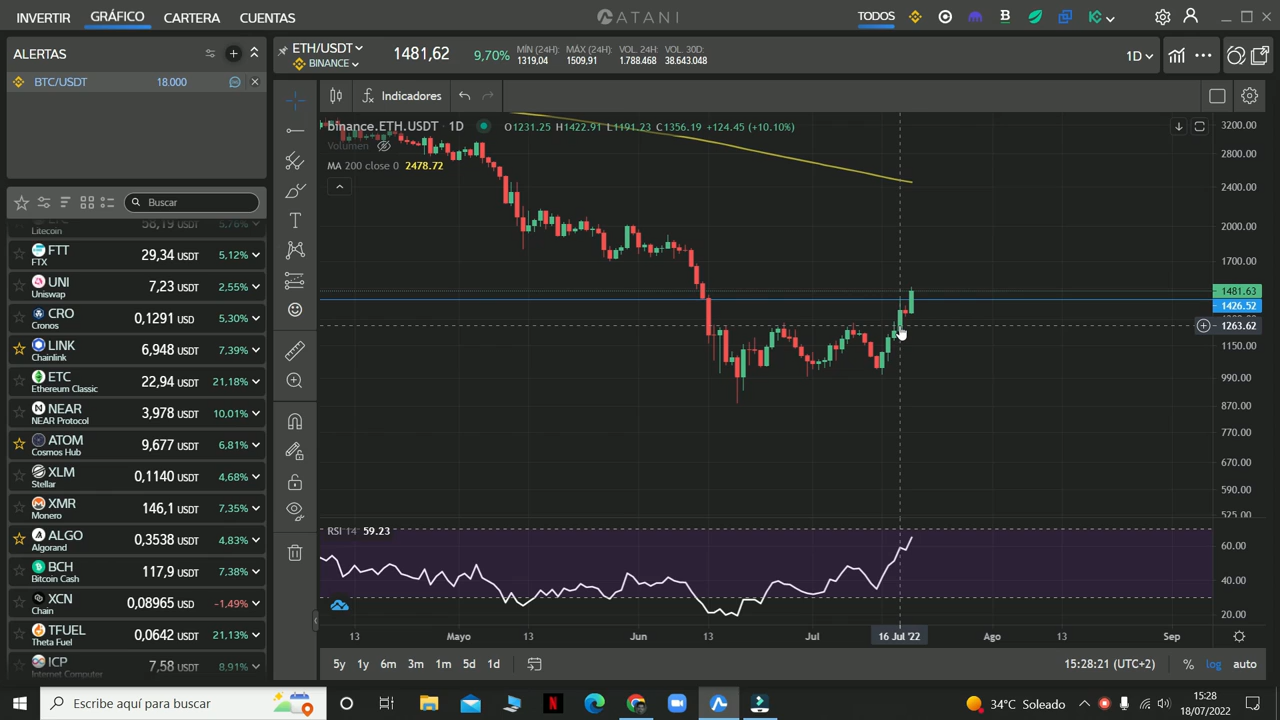 INVERTIR GRÁFICO CARTERA CUENTAS
ATANI
TODOS
ALERTAS
BTC/USDT 18.000
ETH/USDT
BINANCE
1481,62
9,70%
MÍN (24H): MÁX (24H): VOL. 24H: VOL. 30D:
1319,04 1509,91 1.788.468 38.643.048
1D
Indicadores
binance.ETH.USDT · 1D O1231.25 H1422.91 L1191.23 C1356.19 +124.45 (+10.10%)
Volumen
MA 200 close 0 2478.72
Buscar
Litecoin 58,19 USDT 5,76%
FTT
FTX
29,34 USDT 5,12%
UNI
Uniswap
7,23 USDT 2,55%
CRO
Cronos
0,1291 USDT 5,30%
LINK
Chainlink
6,948 USDT 7,39%
ETC
Ethereum Classic
22,94 USDT 21,18%
NEAR
NEAR Protocol
3,978 USDT 10,01%
ATOM
Cosmos Hub
9,677 USDT 6,81%
XLM
Stellar
0,1140 USDT 4,68%
XMR
Monero
146,1 USDT 7,35%
ALGO
Algorand
0,3538 USDT 4,83%
BCH
Bitcoin Cash
117,9 USDT 7,38%
XCN
Chain
0,08965 USDT -1,49%
TFUEL
Theta Fuel
0,0642 USDT 21,13%
ICP
Internet Computer
7,58 USDT 8,91%
3200.00
2800.00
2400.00
2000.00
1700.00
1481.63
1426.52
1263.62
1150.00
990.00
870.00
770.00
670.00
590.00
525.00
RSI 14 59.23
60.00
40.00
20.00
13 Mayo 13 Jun 13 Jul 16 Jul '22 Ago 13 Sep
5y 1y 6m 3m 1m 5d 1d
15:28:21 (UTC+2) % log auto
Escribe aquí para buscar
34°C Soleado
15:28
18/07/2022